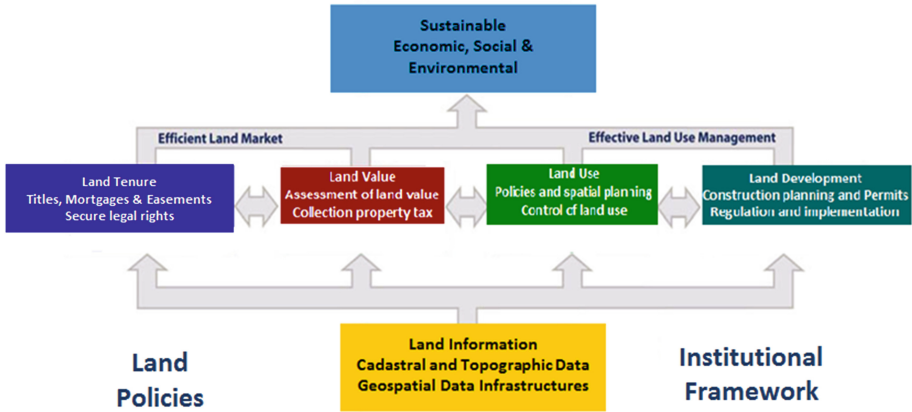 Sustainable
Economic, Social &
Environmental
Efficient Land Market
Effective Land Use Management
Land Tenure
Titles, Mortgages & Easements
Secure legal rights
Land Value
Assessment of land value
Collection property tax
Land Use
Policies and spatial planning
Control of land use
Land Development
Construction planning and Permits
Regulation and implementation
Land Information
Cadastral and Topographic Data
Geospatial Data Infrastructures
Land
Policies
Institutional
Framework